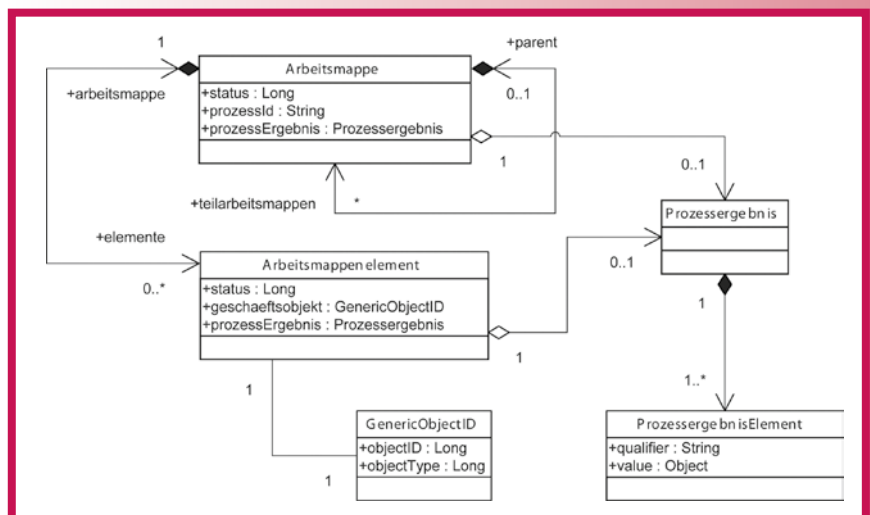 1
+parent
Arbeitsmappe
+arbeitsmappe
0..1
+status : Long
+prozessId : String
+prozessErgebnis : Prozessergebnis
1
0..1
+teilarbeitsmappen
*
Prozessergebnis
+elemente
0..*
Arbeitsmappenelement
0..1
+status : Long
+geschaeftsobjekt : GenericObjectID
+prozessErgebnis : Prozessergebnis
1
1
1
1..*
GenericObjectID
+objectID : Long
+objectType : Long
1
ProzessergebnisElement
+qualifier : String
+value : Object